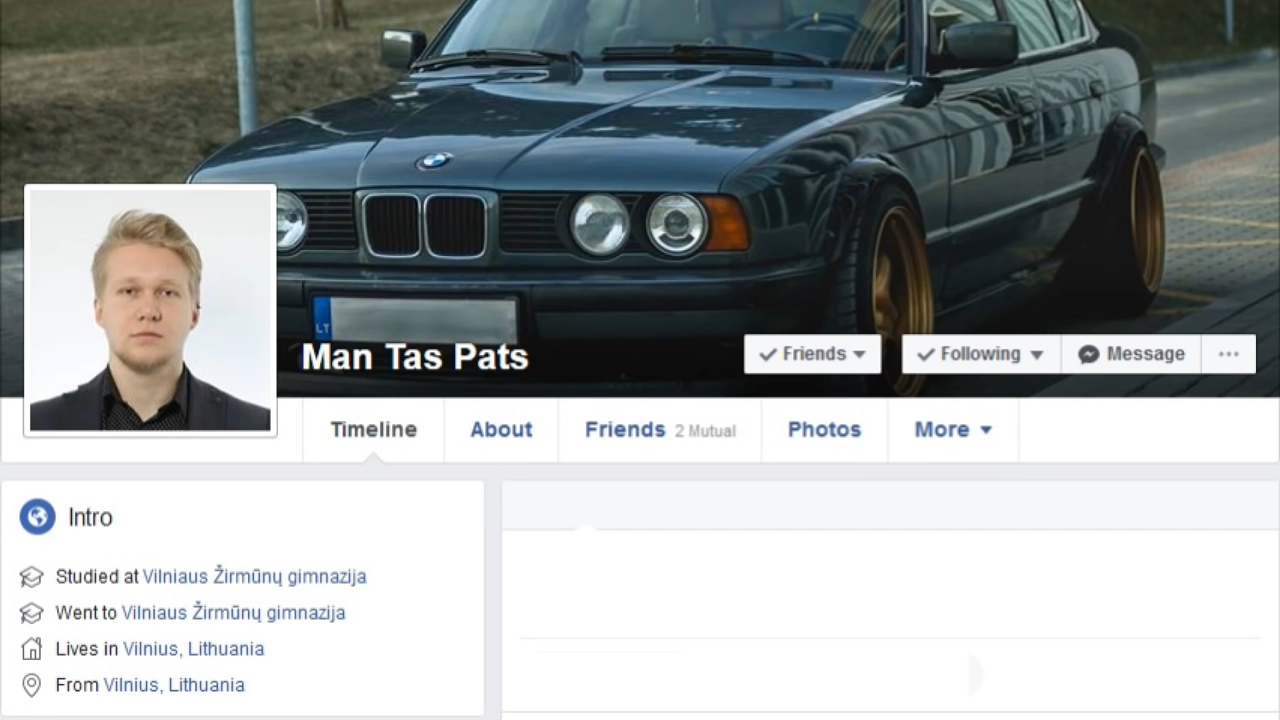 LT
Man Tas Pats
Friends
Following
Message
Timeline
About
Friends 2 Mutual
Photos
More
Intro
Studied at Vilniaus Žirmūnų gimnazija
Went to Vilniaus Žirmūnų gimnazija
Lives in Vilnius, Lithuania
From Vilnius, Lithuania